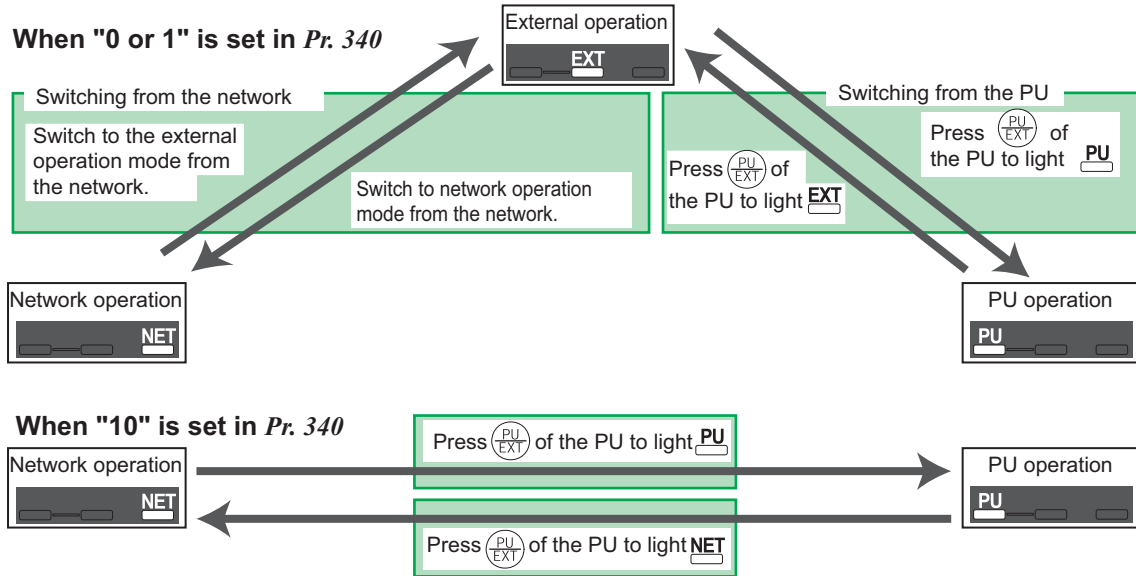 When "0 or 1" is set in Pr. 340
External operation
EXT
Switching from the network
Switch to the external
operation mode from
the network.
Switch to network operation
mode from the network.
Switching from the PU
Press PU/EXT of
the PU to light PU
Press PU/EXT of
the PU to light EXT
Network operation
NET
PU operation
PU
When "10" is set in Pr. 340
Network operation
NET
Press PU/EXT of the PU to light PU
Press PU/EXT of the PU to light NET
PU operation
PU